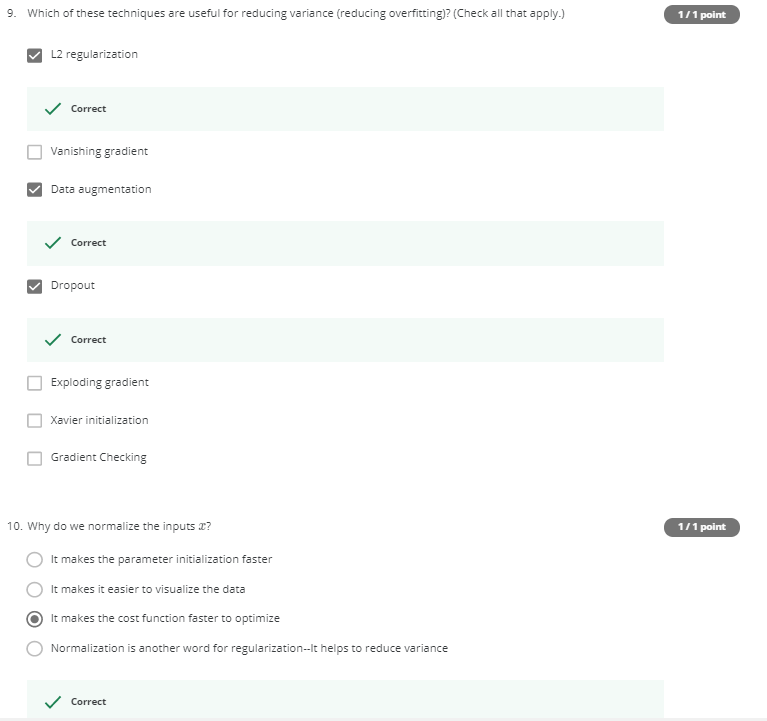 9. Which of these techniques are useful for reducing variance (reducing overfitting)? (Check all that apply.)
1 / 1 point
L2 regularization
Correct
Vanishing gradient
Data augmentation
Correct
Dropout
Correct
Exploding gradient
Xavier initialization
Gradient Checking
10. Why do we normalize the inputs x?
1 / 1 point
It makes the parameter initialization faster
It makes it easier to visualize the data
It makes the cost function faster to optimize
Normalization is another word for regularization--It helps to reduce variance
Correct